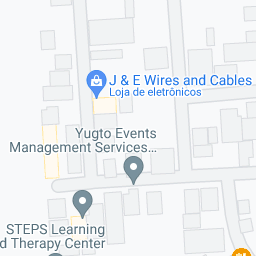 J & E Wires and Cables
Loja de eletrônicos
Yugto Events
Management Services...
STEPS Learning
d Therapy Center